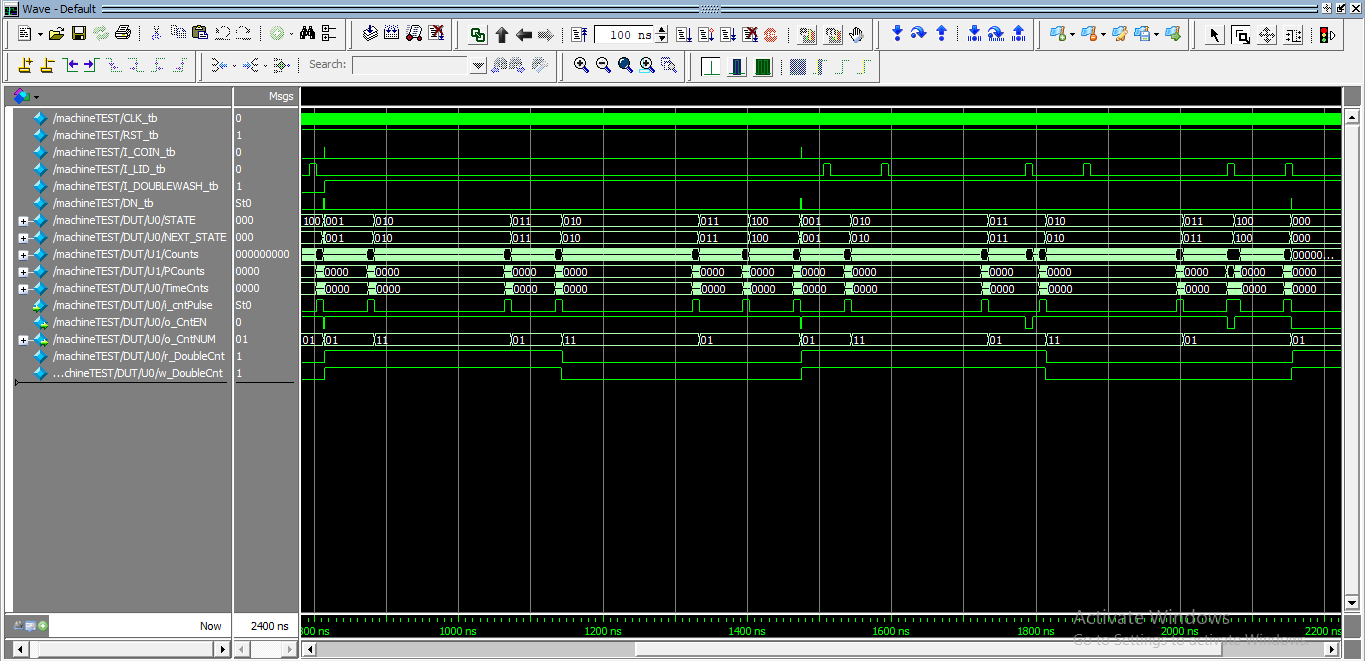 Wave - Default
100 ns
Search:
Msgs
/machineTEST/CLK_tb 0
/machineTEST/RST_tb 1
/machineTEST/I_COIN_tb 0
/machineTEST/I_LID_tb 0
/machineTEST/I_DOUBLEWASH_tb 1
/machineTEST/DN_tb St0
/machineTEST/DUT/U0/STATE 000 100 001 010 011 010 011 100 001 010 011 010 011 100 000
/machineTEST/DUT/U0/NEXT_STATE 000 001 010 011 010 011 100 001 010 011 010 011 100 000
/machineTEST/DUT/U1/Counts 000000000 00000...
/machineTEST/DUT/U1/PCounts 0000 0000 0000 0000 0000 0000 0000 0000 0000 0000 0000 0000 0000 0000
/machineTEST/DUT/U0/TimeCnts 0000 0000 0000 0000 0000 0000 0000 0000 0000 0000 0000 0000 0000 0000
/machineTEST/DUT/U0/i_cntPulse St0
/machineTEST/DUT/U0/o_CntEN 0
/machineTEST/DUT/U0/o_CntNUM 01 01 01 11 01 11 01 01 11 01 11 01 01
/machineTEST/DUT/U0/r_DoubleCnt 1
...chineTEST/DUT/U0/w_DoubleCnt 1
Activate Windows
Now 2400 ns 800 ns 1000 ns 1200 ns 1400 ns 1600 ns 1800 ns 2000 ns 2200
Go to Settings to activate Windows.